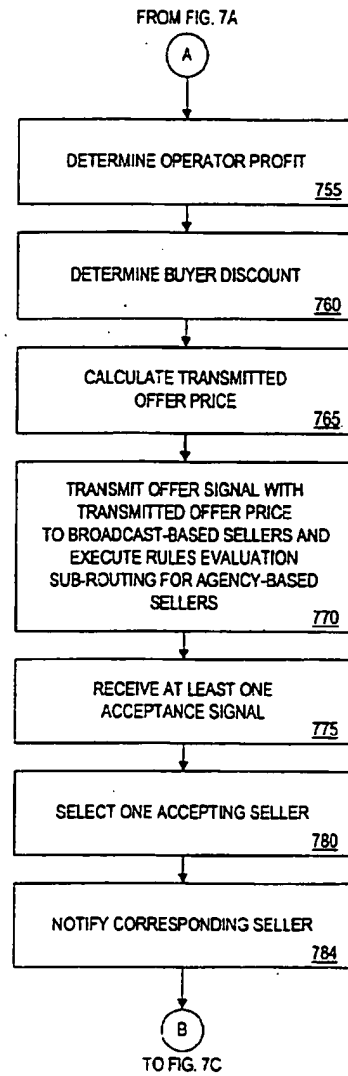 FROM FIG. 7A
A
DETERMINE OPERATOR PROFIT
755
DETERMINE BUYER DISCOUNT
760
CALCULATE TRANSMITTED
OFFER PRICE
765
TRANSMIT OFFER SIGNAL WITH
TRANSMITTED OFFER PRICE
TO BROADCAST-BASED SELLERS AND
EXECUTE RULES EVALUATION
SUB-ROUTING FOR AGENCY-BASED
SELLERS
770
RECEIVE AT LEAST ONE
ACCEPTANCE SIGNAL
775
SELECT ONE ACCEPTING SELLER
780
NOTIFY CORRESPONDING SELLER
784
B
TO FIG. 7C